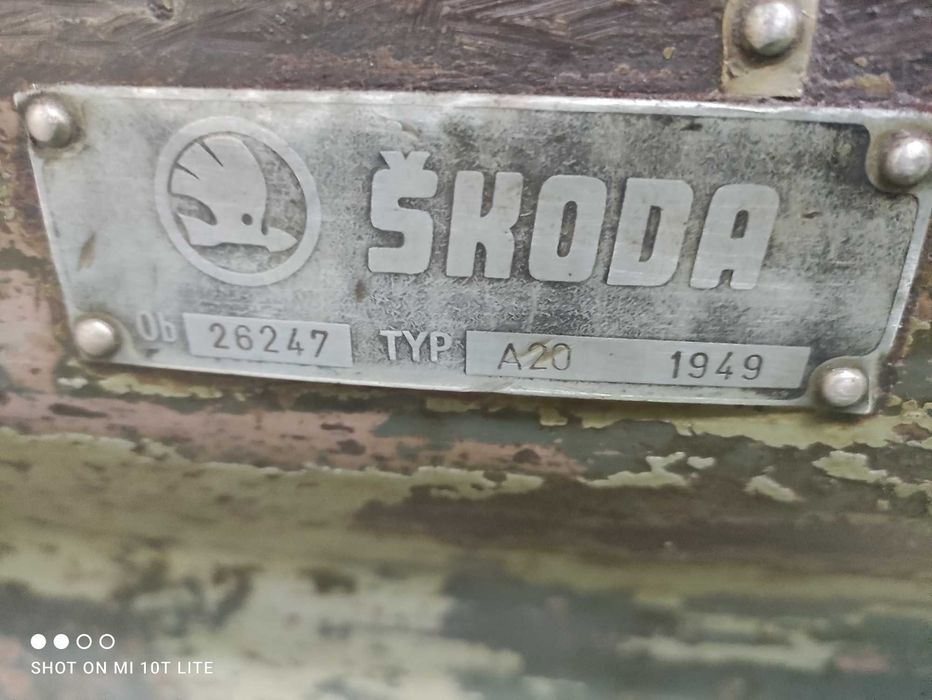 ŠKODA
Ob 26247 TYP A20 1949
SHOT ON MI 10T LITE